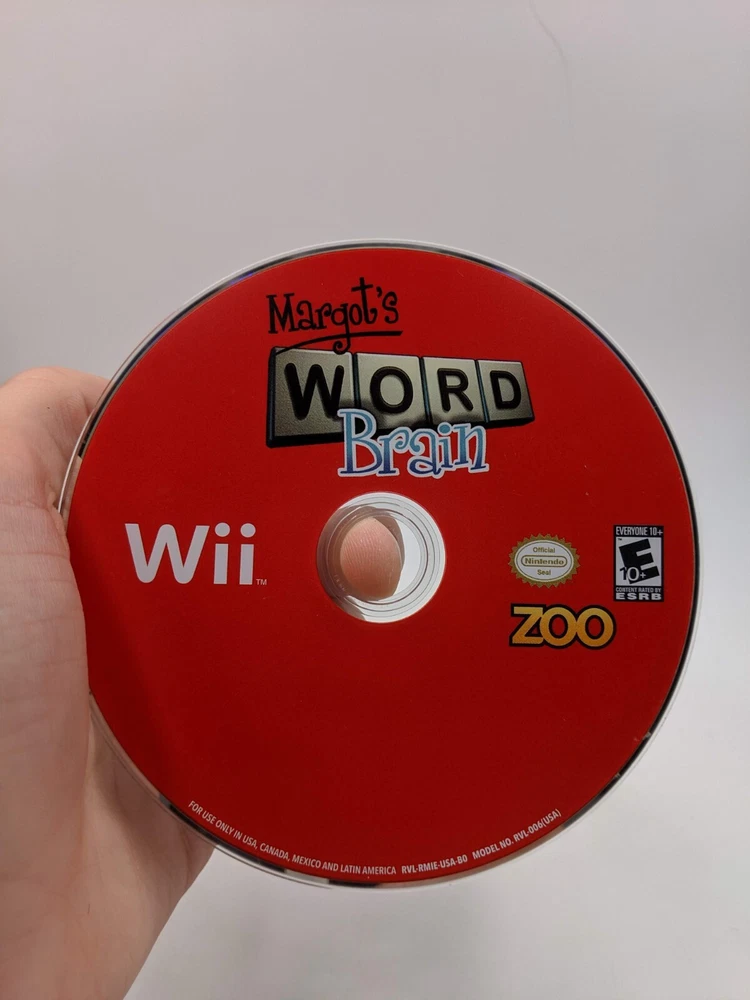 Margot's
WORD
Brain
Wii™
Official
Nintendo
Seal
EVERYONE 10+
E
10+
CONTENT RATED BY
ESRB
ZOO
FOR USE ONLY IN USA, CANADA, MEXICO AND LATIN AMERICA RVL-RMIE-USA-B0 MODEL NO. RVL-006(USA)